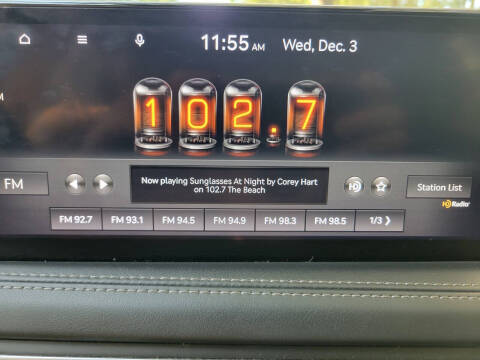 11:55 AM Wed, Dec. 3
M
102.7
FM
Now playing Sunglasses At Night by Corey Hart
on 102.7 The Beach
HD
Station List
HD Radio
FM 92.7 FM 93.1 FM 94.5 FM 94.9 FM 98.3 FM 98.5 1/3 >